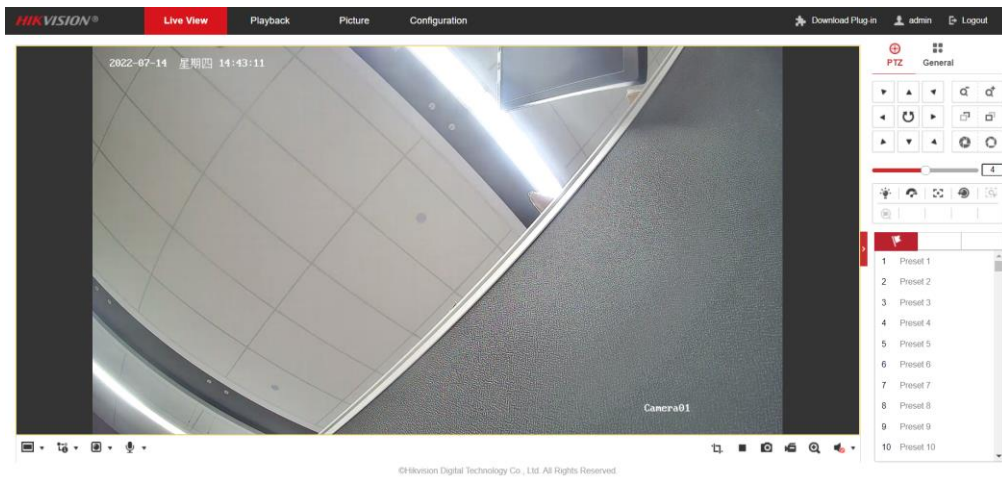 HIKVISION® Live View Playback Picture Configuration Download Plug-in admin Logout
PTZ General
2022-07-14 星期四 14:43:11
4
1 Preset 1
2 Preset 2
3 Preset 3
4 Preset 4
5 Preset 5
6 Preset 6
7 Preset 7
8 Preset 8
9 Preset 9
10 Preset 10
Camera01
©Hikvision Digital Technology Co., Ltd. All Rights Reserved.